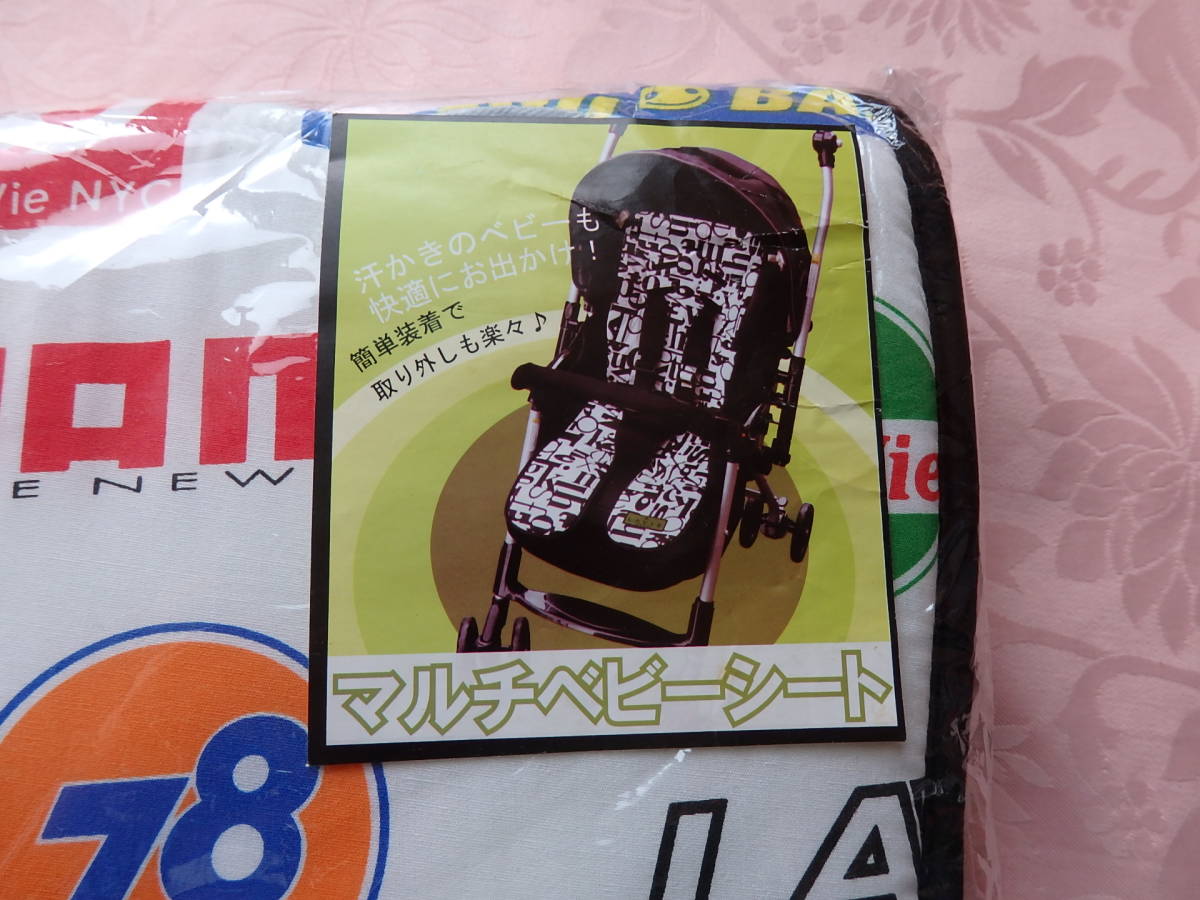 Vie NYC
汗かきのベビーも
快適にお出かけ！
簡単装着で
取り外しも楽々♪
E NEW
Vie
マルチベビーシート
78
LA